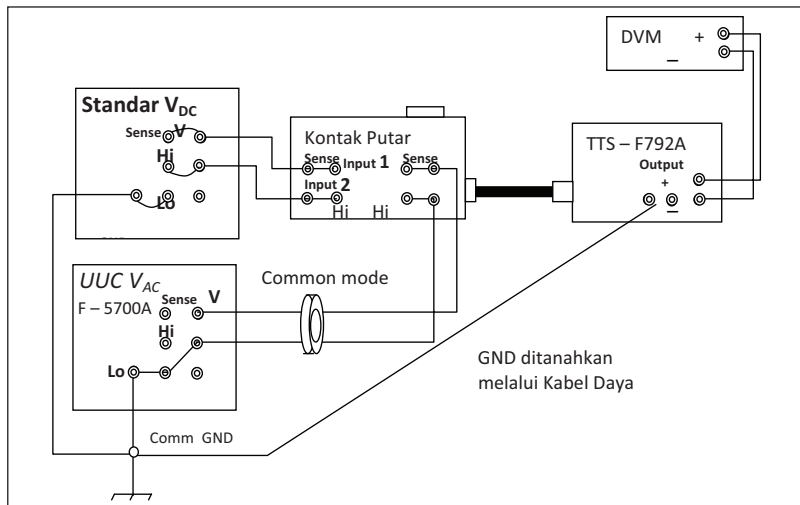 DVM +
−
Standar V_DC
Sense V
Hi
Lo
Kontak Putar
Sense Input 1 Sense
Input 2
Hi Hi
TTS – F792A
Output
+
−
UUC V_AC
F – 5700A
Sense V
Hi
Lo
Common mode
GND ditanahkan
melalui Kabel Daya
Comm GND